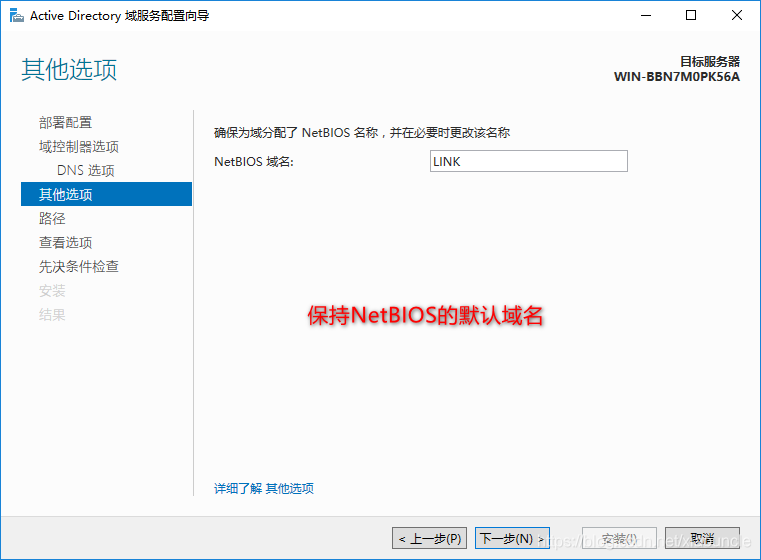 Active Directory 域服务配置向导
其他选项
目标服务器
WIN-BBN7M0PK56A
部署配置
域控制器选项
DNS 选项
其他选项
路径
查看选项
先决条件检查
安装
结果
确保为域分配了 NetBIOS 名称，并在必要时更改该名称
NetBIOS 域名:
LINK
保持NetBIOS的默认域名
详细了解 其他选项
< 上一步(P)
下一步(N) >
安装(I)
取消